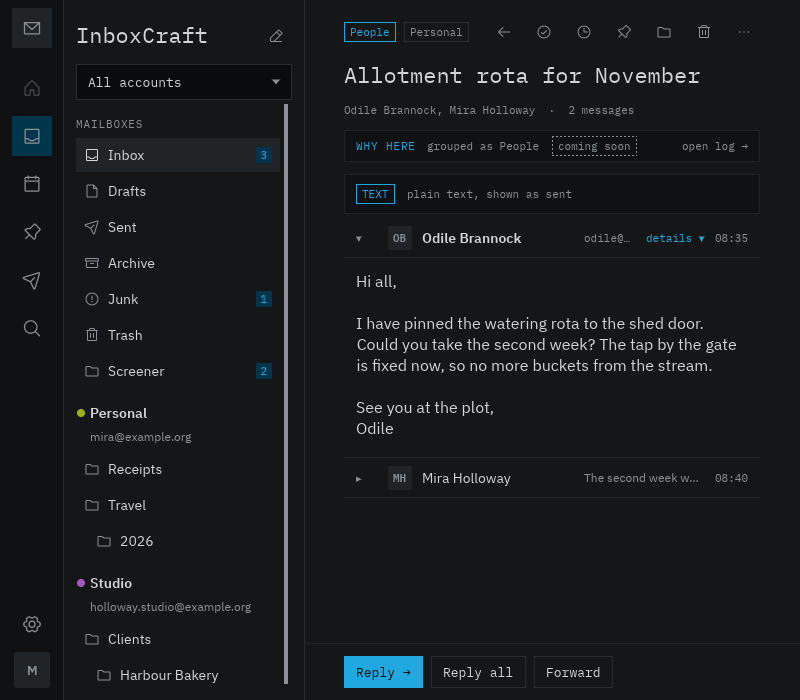 InboxCraft
All accounts
MAILBOXES
Inbox 3
Drafts
Sent
Archive
Junk 1
Trash
Screener 2
Personal
mira@example.org
Receipts
Travel
2026
Studio
holloway.studio@example.org
Clients
Harbour Bakery
M
People Personal
Allotment rota for November
Odile Brannock, Mira Holloway · 2 messages
WHY HERE grouped as People coming soon open log →
TEXT plain text, shown as sent
OB Odile Brannock odile@… details ▾ 08:35
Hi all,
I have pinned the watering rota to the shed door.
Could you take the second week? The tap by the gate
is fixed now, so no more buckets from the stream.
See you at the plot,
Odile
MH Mira Holloway The second week w… 08:40
Reply → Reply all Forward